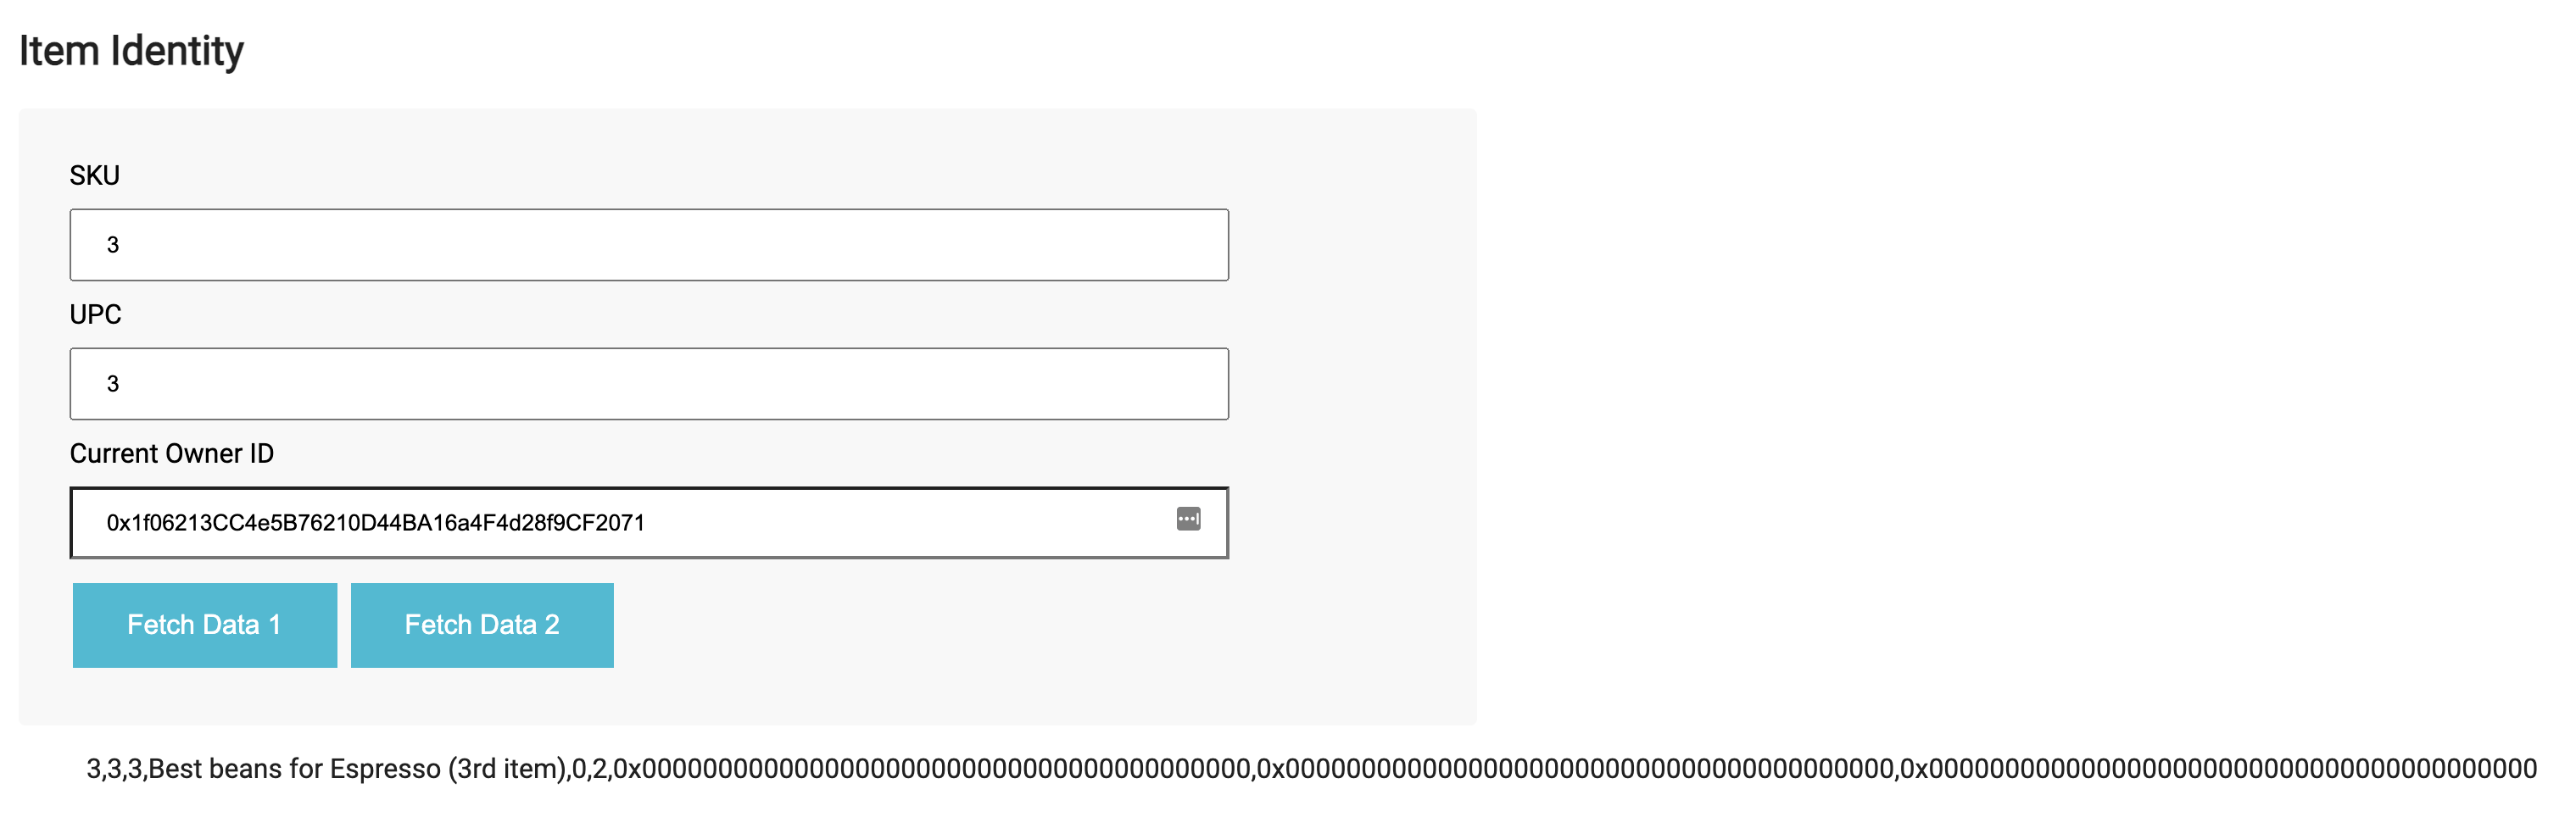 Item Identity
SKU
3
UPC
3
Current Owner ID
0x1f06213CC4e5B76210D44BA16a4F4d28f9CF2071
Fetch Data 1 Fetch Data 2
3,3,3,Best beans for Espresso (3rd item),0,2,0x0000000000000000000000000000000000000000,0x0000000000000000000000000000000000000000,0x0000000000000000000000000000000000000000